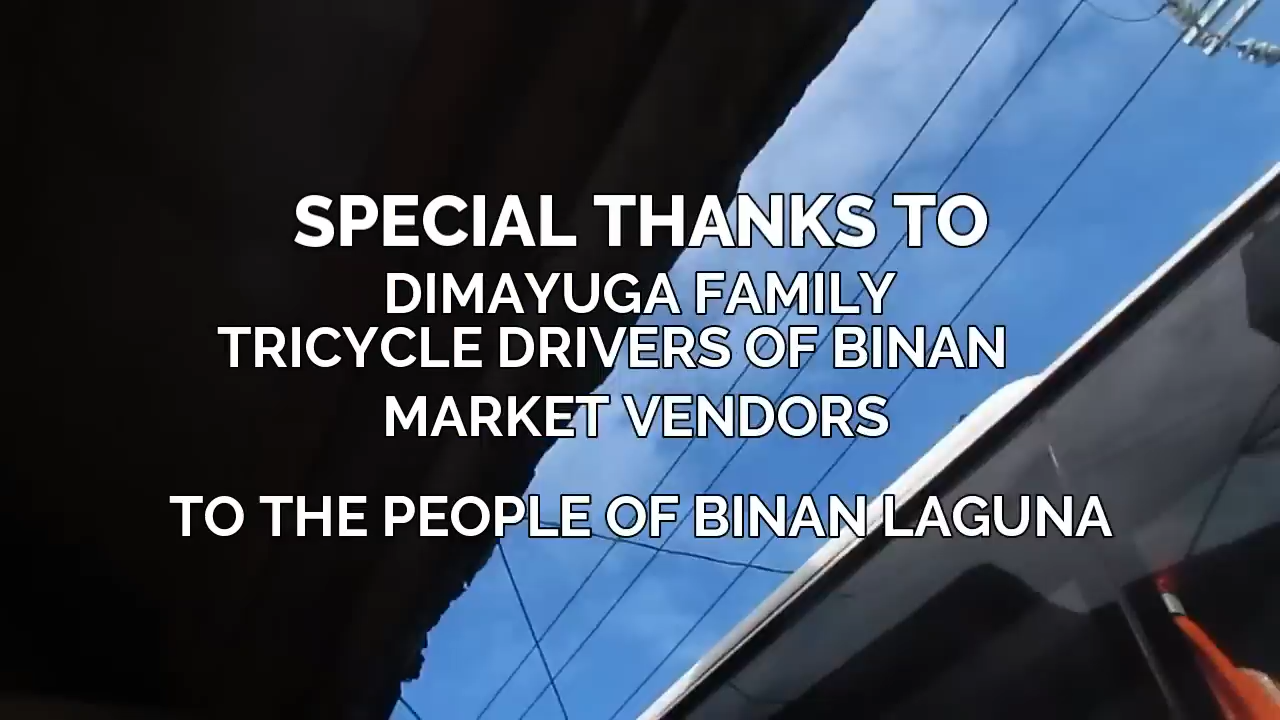 SPECIAL THANKS TO
DIMAYUGA FAMILY
TRICYCLE DRIVERS OF BINAN
MARKET VENDORS
TO THE PEOPLE OF BINAN LAGUNA